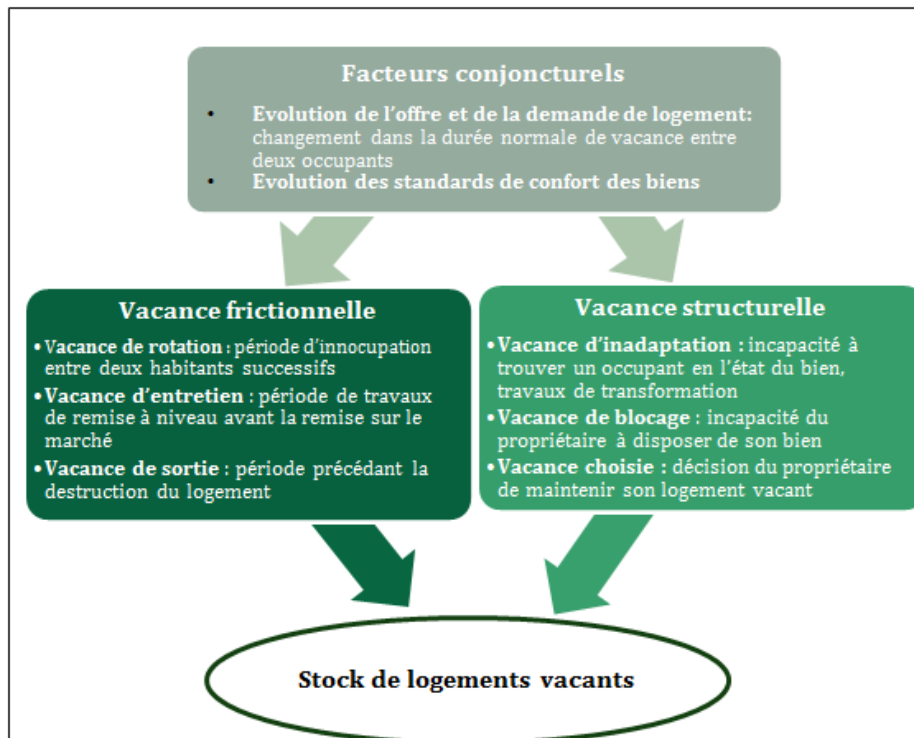 Facteurs conjoncturels
• Evolution de l'offre et de la demande de logement:
changement dans la durée normale de vacance entre
deux occupants
• Evolution des standards de confort des biens
Vacance frictionnelle
•Vacance de rotation : période d'innocupation
entre deux habitants successifs
•Vacance d'entretien : période de travaux
de remise à niveau avant la remise sur le
marché
•Vacance de sortie : période précédant la
destruction du logement
Vacance structurelle
•Vacance d'inadaptation : incapacité à
trouver un occupant en l'état du bien,
travaux de transformation
•Vacance de blocage : incapacité du
propriétaire à disposer de son bien
•Vacance choisie : décision du propriétaire
de maintenir son logement vacant
Stock de logements vacants